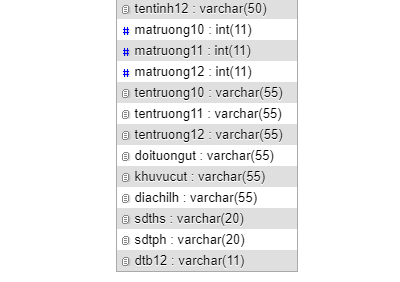 tentinh12 : varchar(50)
# matruong10 : int(11)
# matruong11 : int(11)
# matruong12 : int(11)
tentruong10 : varchar(55)
tentruong11 : varchar(55)
tentruong12 : varchar(55)
doituongut : varchar(55)
khuvucut : varchar(55)
diachilh : varchar(55)
sdths : varchar(20)
sdtph : varchar(20)
dtb12 : varchar(11)